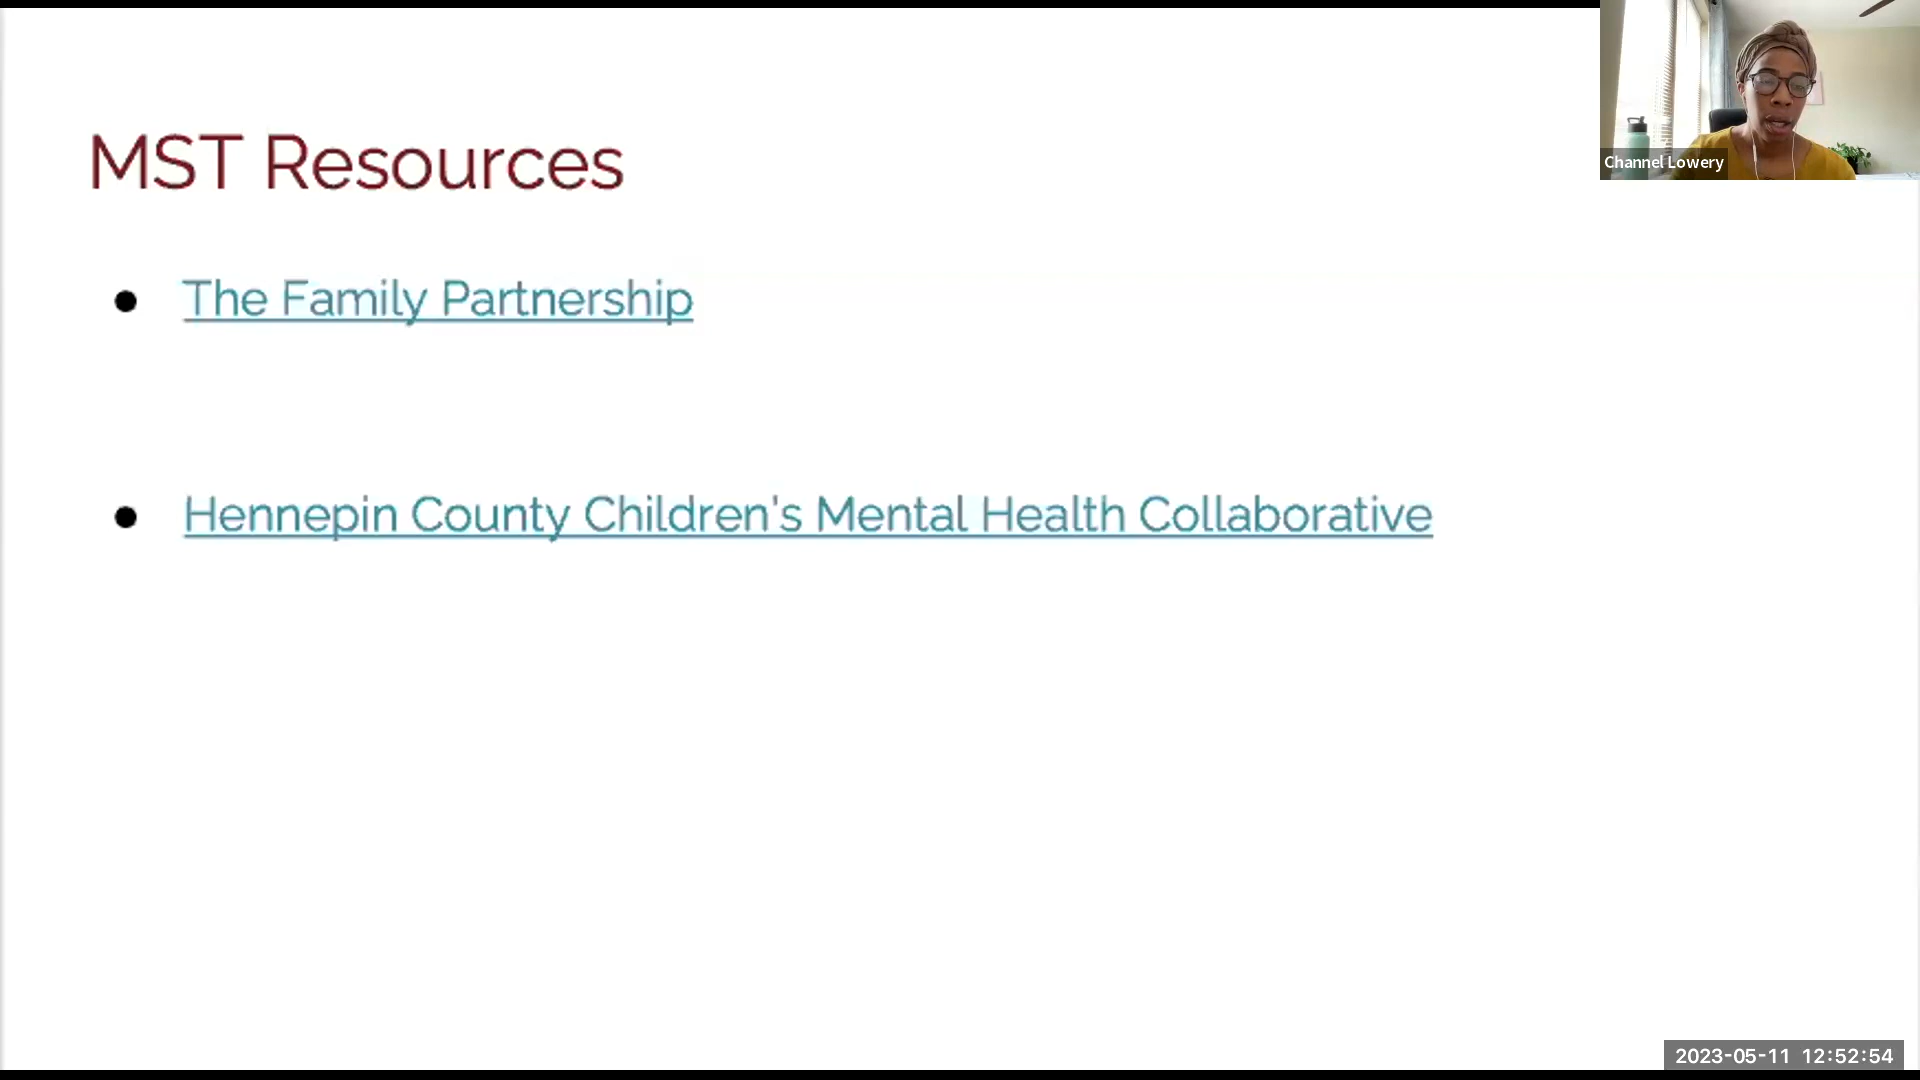 MST Resources
The Family Partnership
Hennepin County Children's Mental Health Collaborative
Channel Lowery
2023-05-11 12:52:54